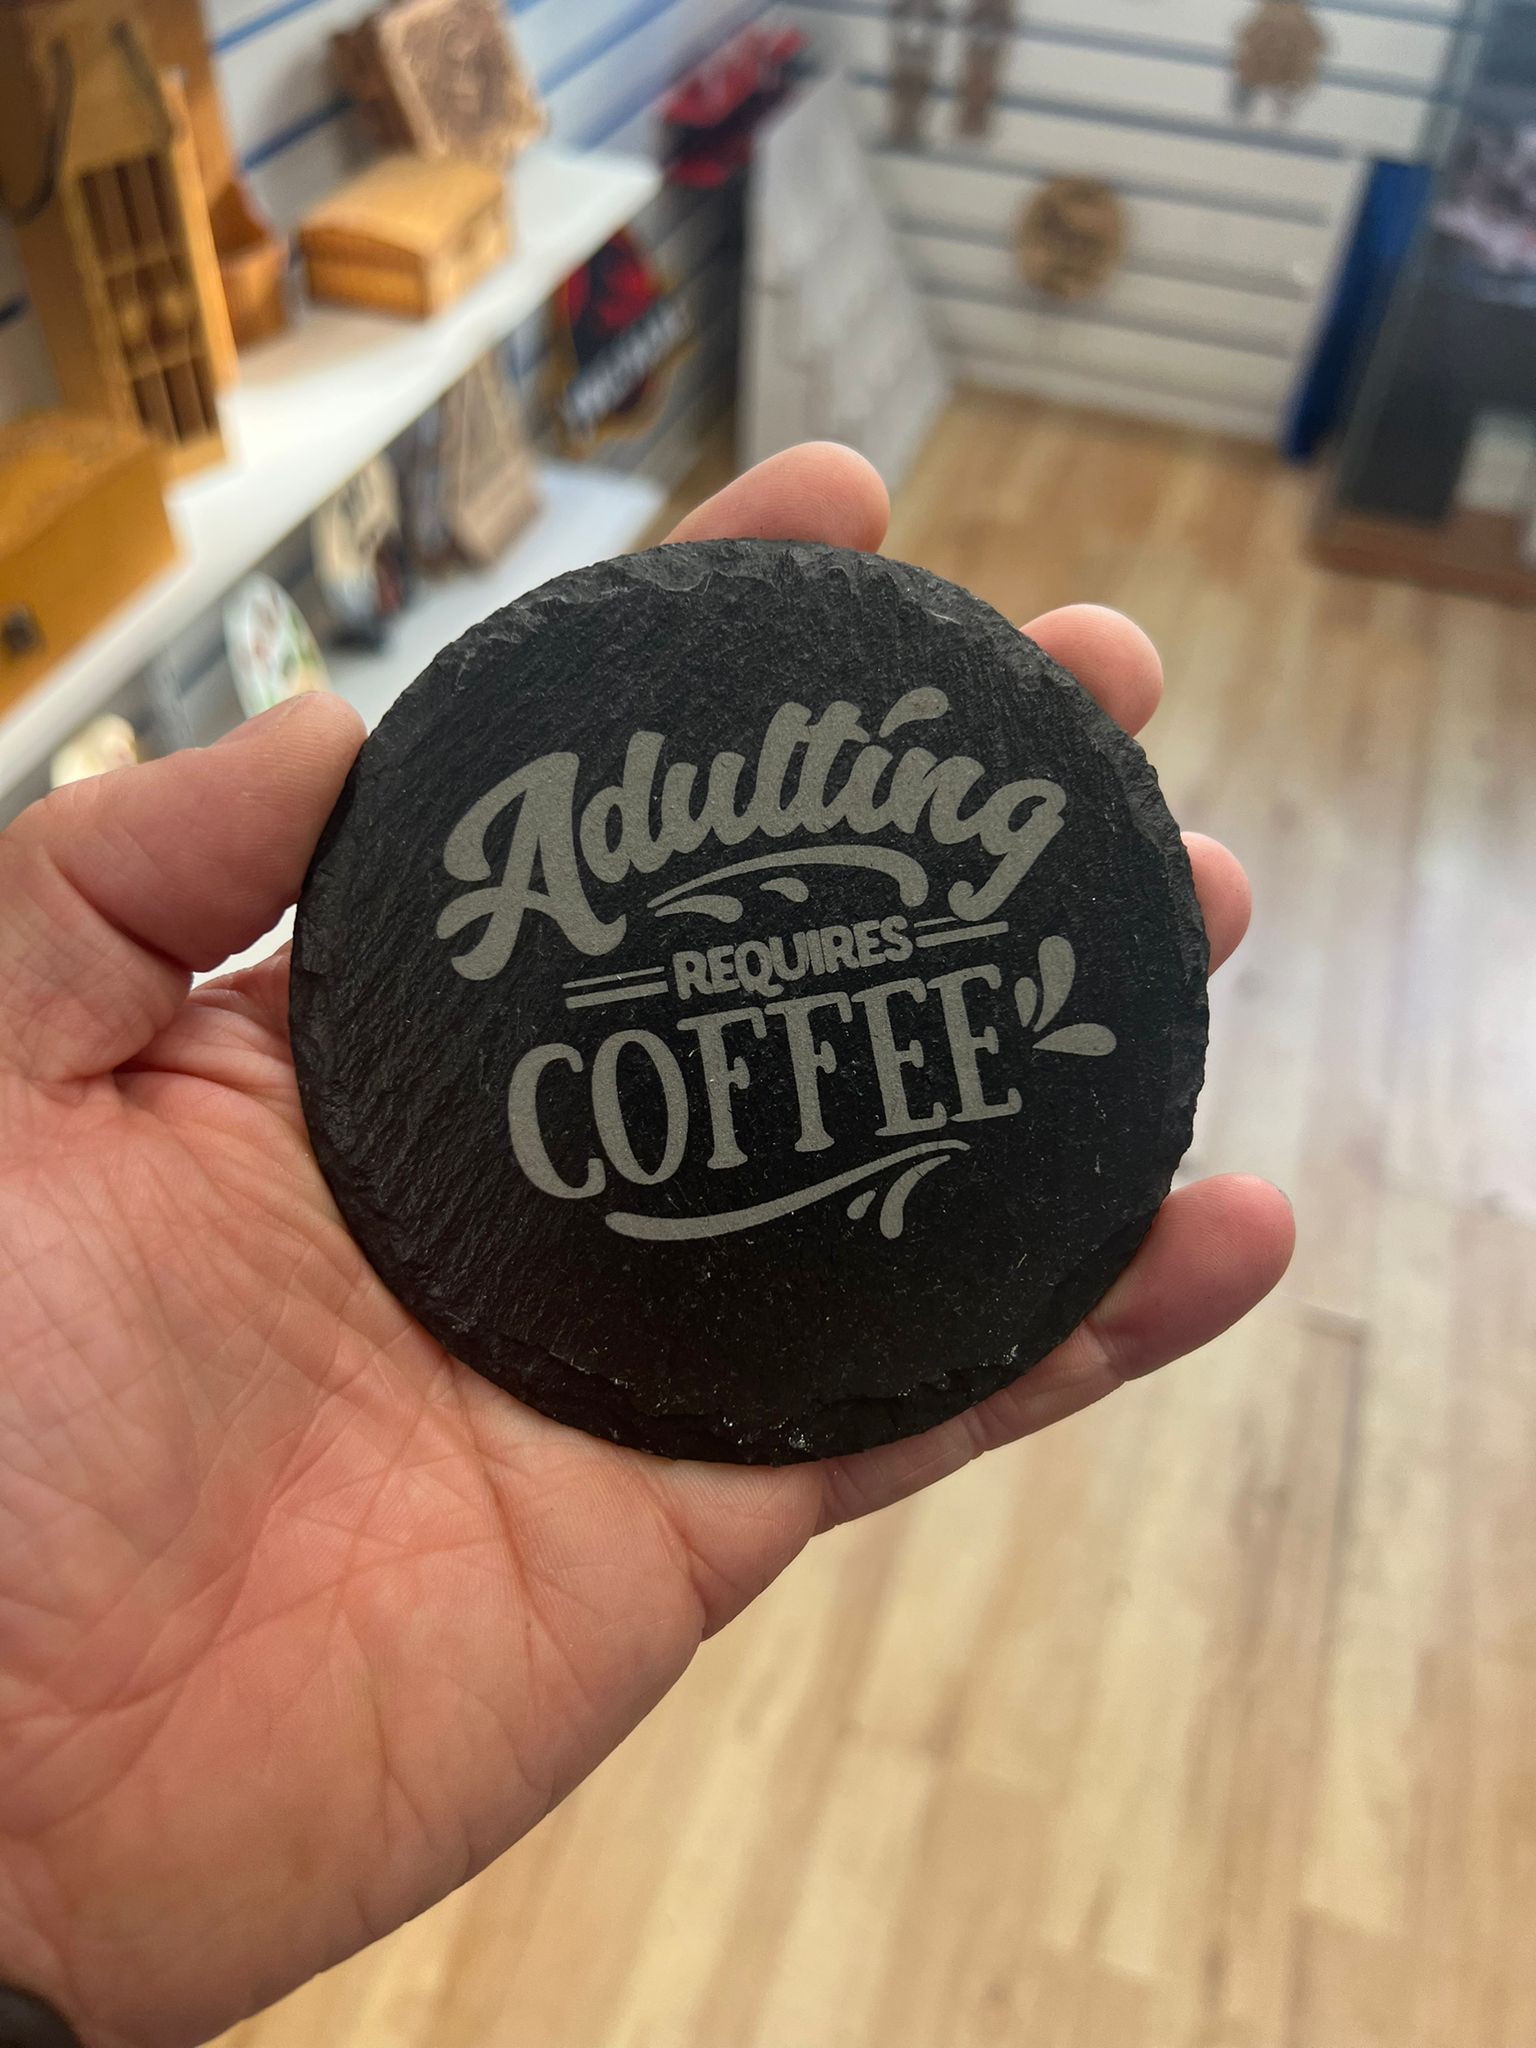 Adulting
REQUIRES
COFFEE